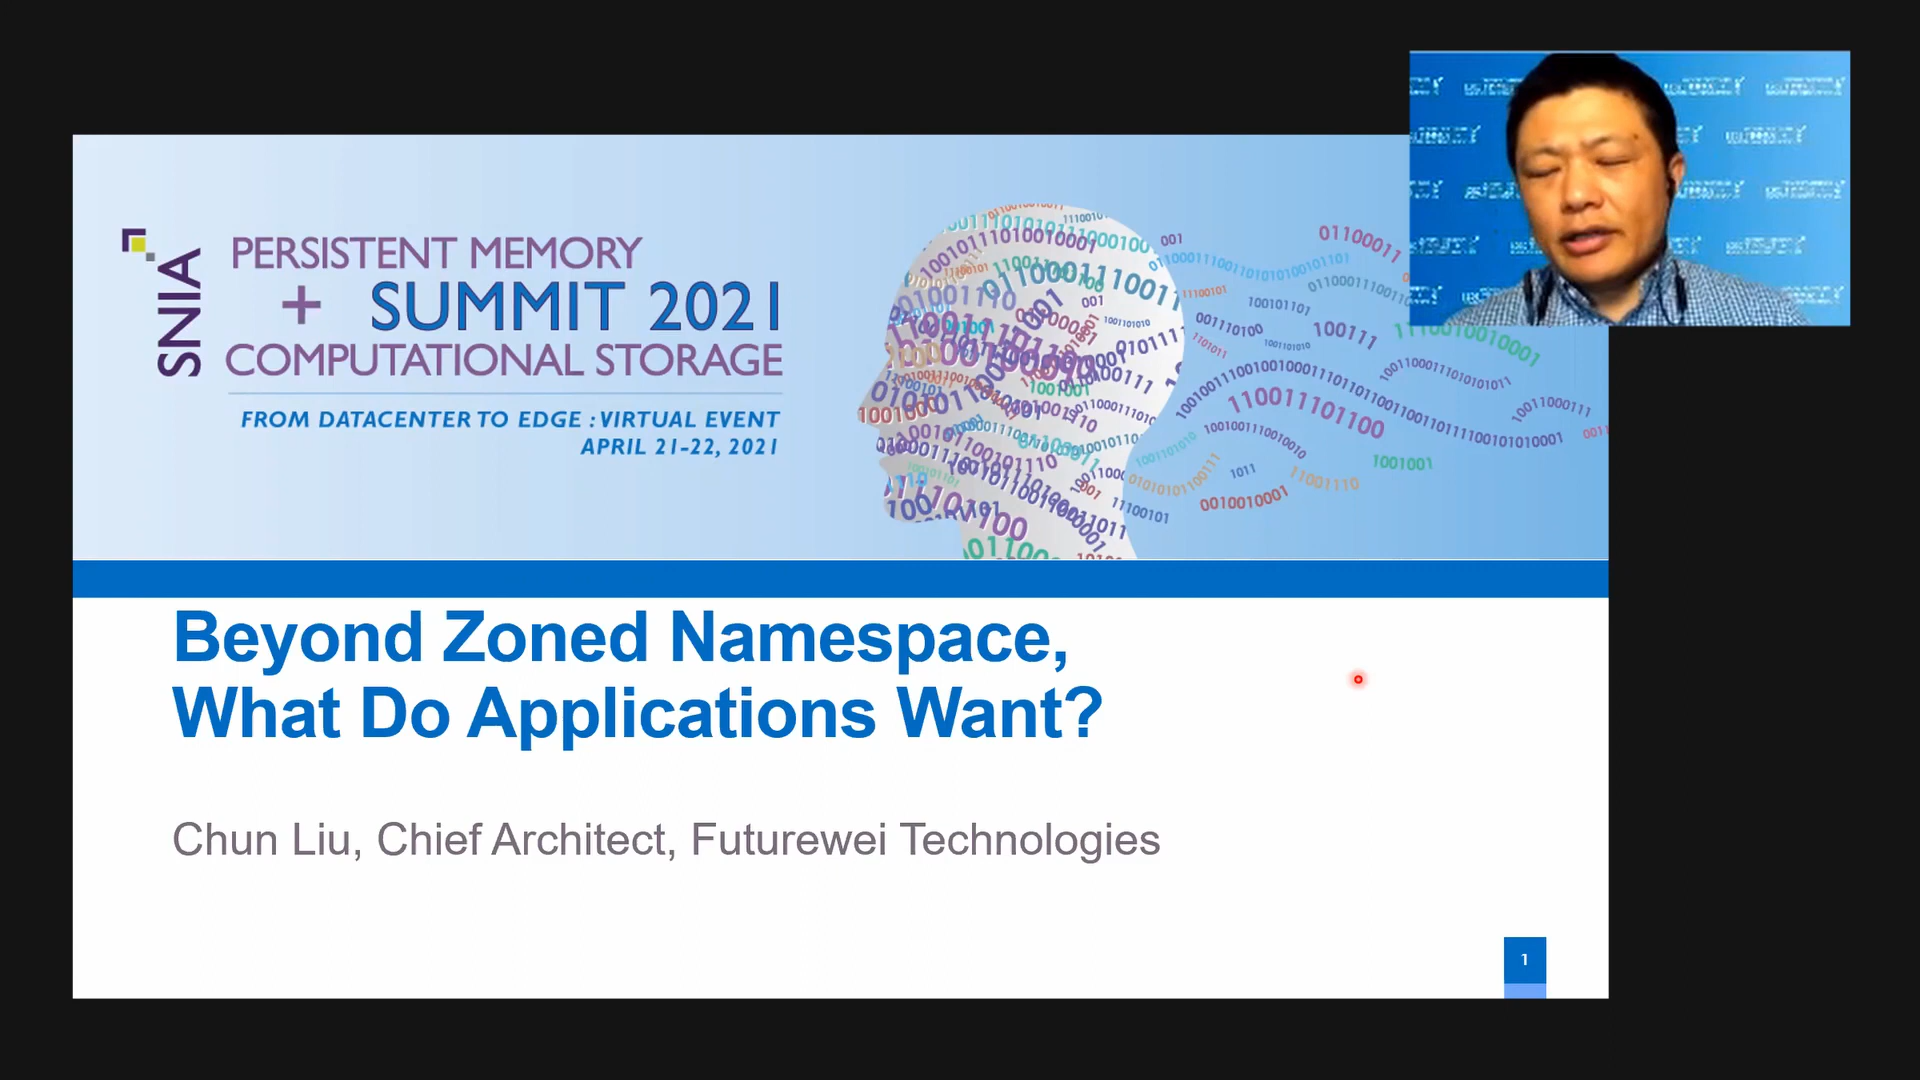 SNIA
PERSISTENT MEMORY
+ SUMMIT 2021
COMPUTATIONAL STORAGE
FROM DATACENTER TO EDGE : VIRTUAL EVENT
APRIL 21-22, 2021
Beyond Zoned Namespace,
What Do Applications Want?
Chun Liu, Chief Architect, Futurewei Technologies
1